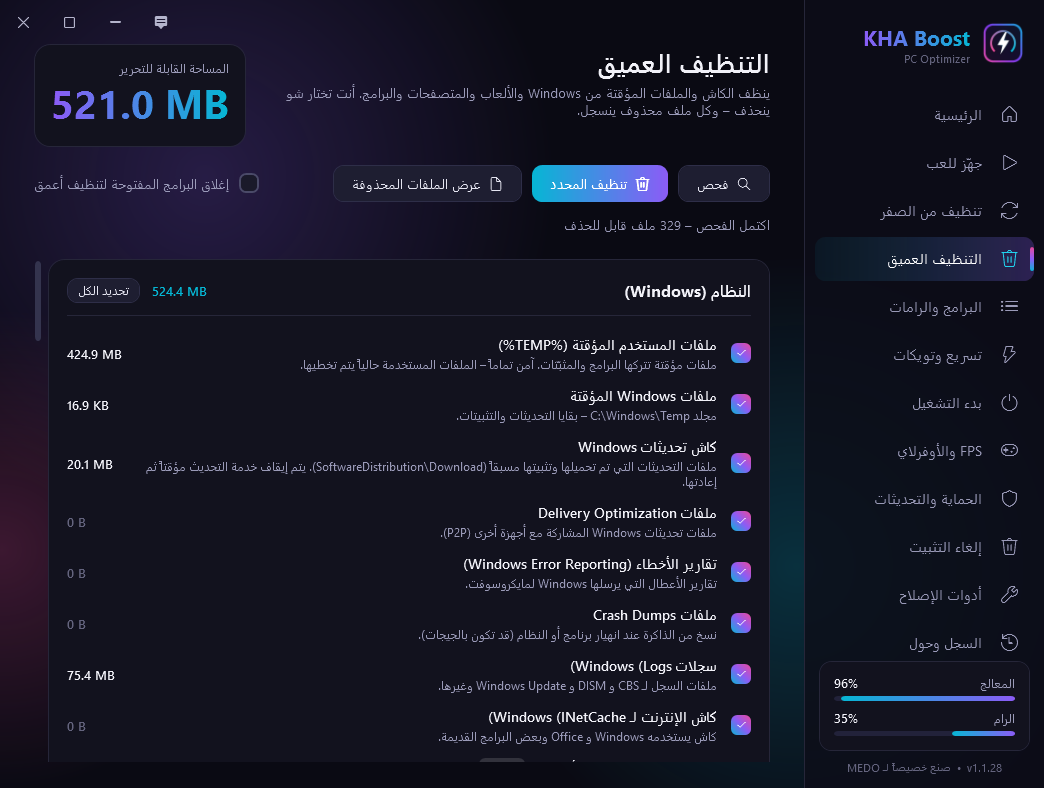 KHA Boost
PC Optimizer
الرئيسية
جهّز للعب
تنظيف من الصفر
التنظيف العميق
البرامج والرامات
تسريع وتويكات
بدء التشغيل
FPS والأوفرلاي
الحماية والتحديثات
إلغاء التثبيت
أدوات الإصلاح
السجل وحول
المعالج 96%
الرام 35%
v1.1.28 • صنع خصيصاً لـ MEDO
التنظيف العميق
ينظف الكاش والملفات المؤقتة من Windows والألعاب والمتصفحات والبرامج. أنت تختار شو
ينحذف – وكل ملف محذوف ينسجل.
المساحة القابلة للتحرير
521.0 MB
فحص
تنظيف المحدد
عرض الملفات المحذوفة
إغلاق البرامج المفتوحة لتنظيف أعمق
اكتمل الفحص – 329 ملف قابل للحذف
النظام (Windows)
524.4 MB
تحديد الكل
ملفات المستخدم المؤقتة (%TEMP%)
ملفات مؤقتة تتركها البرامج والمثبتات. آمن تماماً – الملفات المستخدمة حالياً يتم تخطيها.
424.9 MB
ملفات Windows المؤقتة
مجلد C:\Windows\Temp – بقايا التحديثات والتثبيتات.
16.9 KB
كاش تحديثات Windows
ملفات التحديثات التي تم تحميلها وتثبيتها مسبقاً (SoftwareDistribution\Download). يتم إيقاف خدمة التحديث مؤقتاً ثم
إعادتها.
20.1 MB
ملفات Delivery Optimization
ملفات تحديثات Windows المشاركة مع أجهزة أخرى (P2P).
0 B
تقارير الأخطاء (Windows Error Reporting)
تقارير الأعطال التي يرسلها Windows لمايكروسوفت.
0 B
ملفات Crash Dumps
نسخ من الذاكرة عند انهيار برنامج أو النظام (قد تكون بالجيجات).
0 B
سجلات Windows (Logs)
ملفات السجل لـ CBS و DISM و Windows Update وغيرها.
75.4 MB
كاش الإنترنت لـ Windows (INetCache)
كاش يستخدمه Windows و Office وبعض البرامج القديمة.
0 B